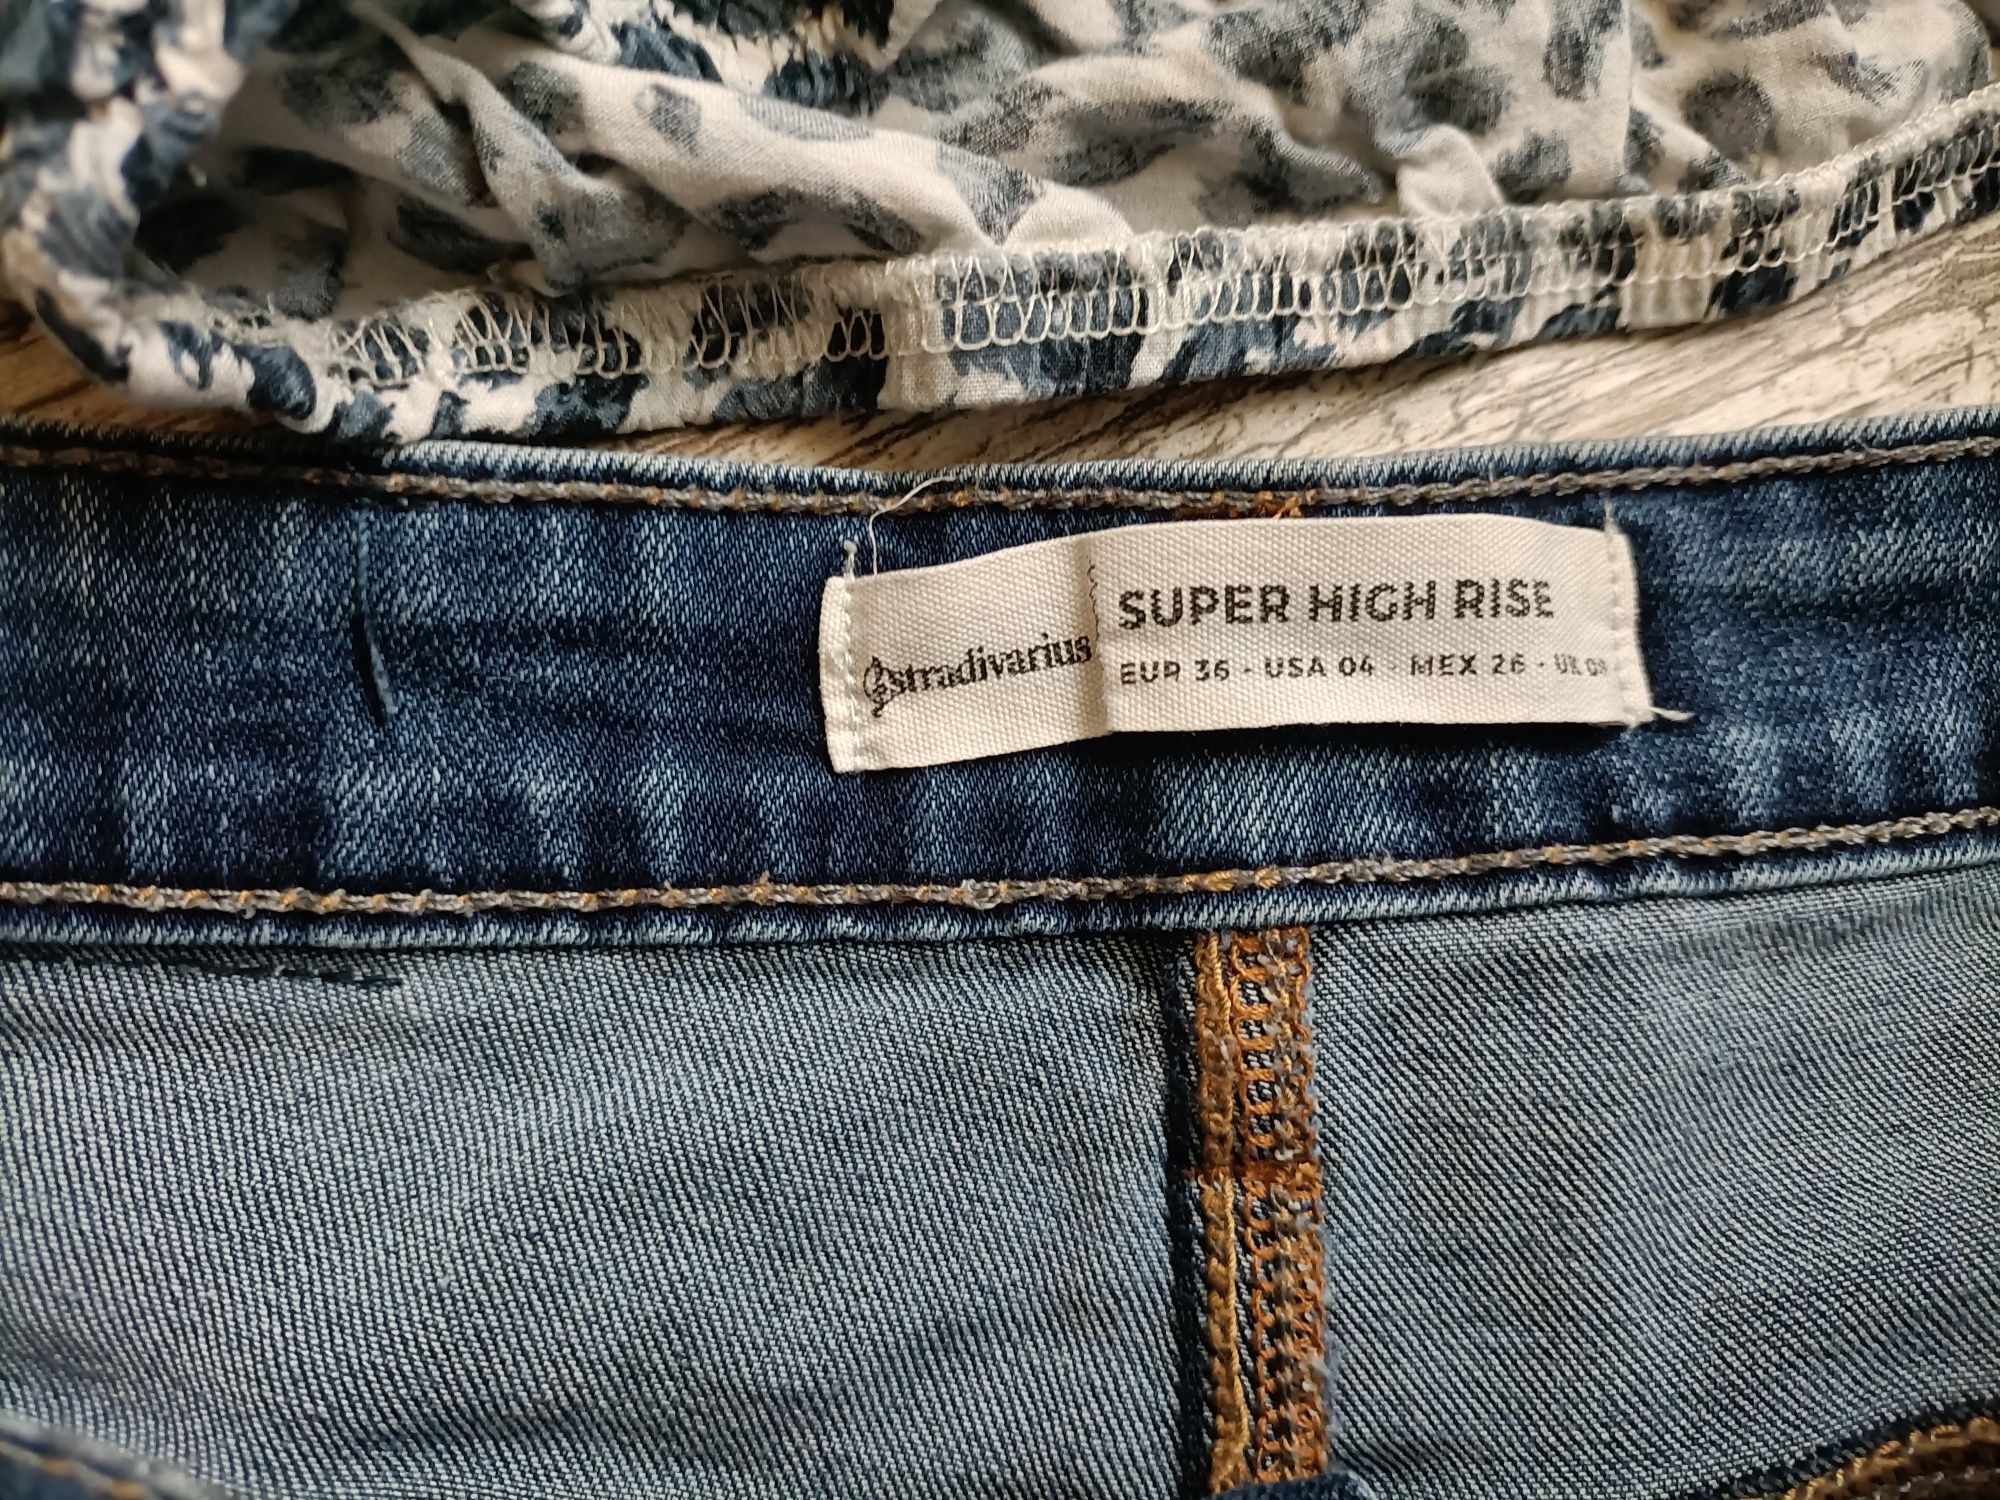 stradivarius
SUPER HIGH RISE
EUR 36 - USA 04 - MEX 26 - UK 08